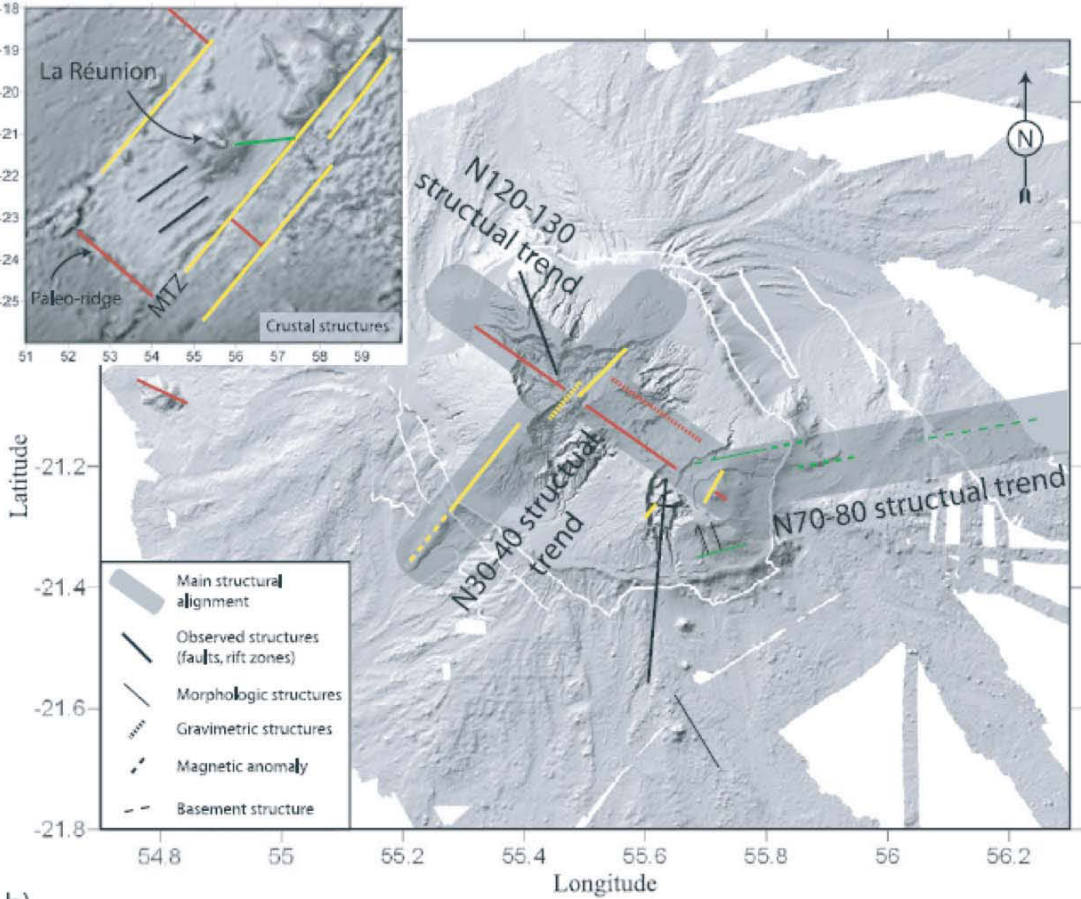 -18
-19
-20
-21
-22
-23
-24
-25
51 52 53 54 55 56 57 58 59
La Réunion
Paleo-ridge
MTZ
Crustal structures
N
N120-130
structural trend
N30-40 structual
trend
N70-80 structual trend
Latitude
-21.2
-21.4
-21.6
-21.8
54.8 55 55.2 55.4 55.6 55.8 56 56.2
Longitude
Main structural
alignment
Observed structures
(faults, rift zones)
Morphologic structures
Gravimetric structures
Magnetic anomaly
Basement structure